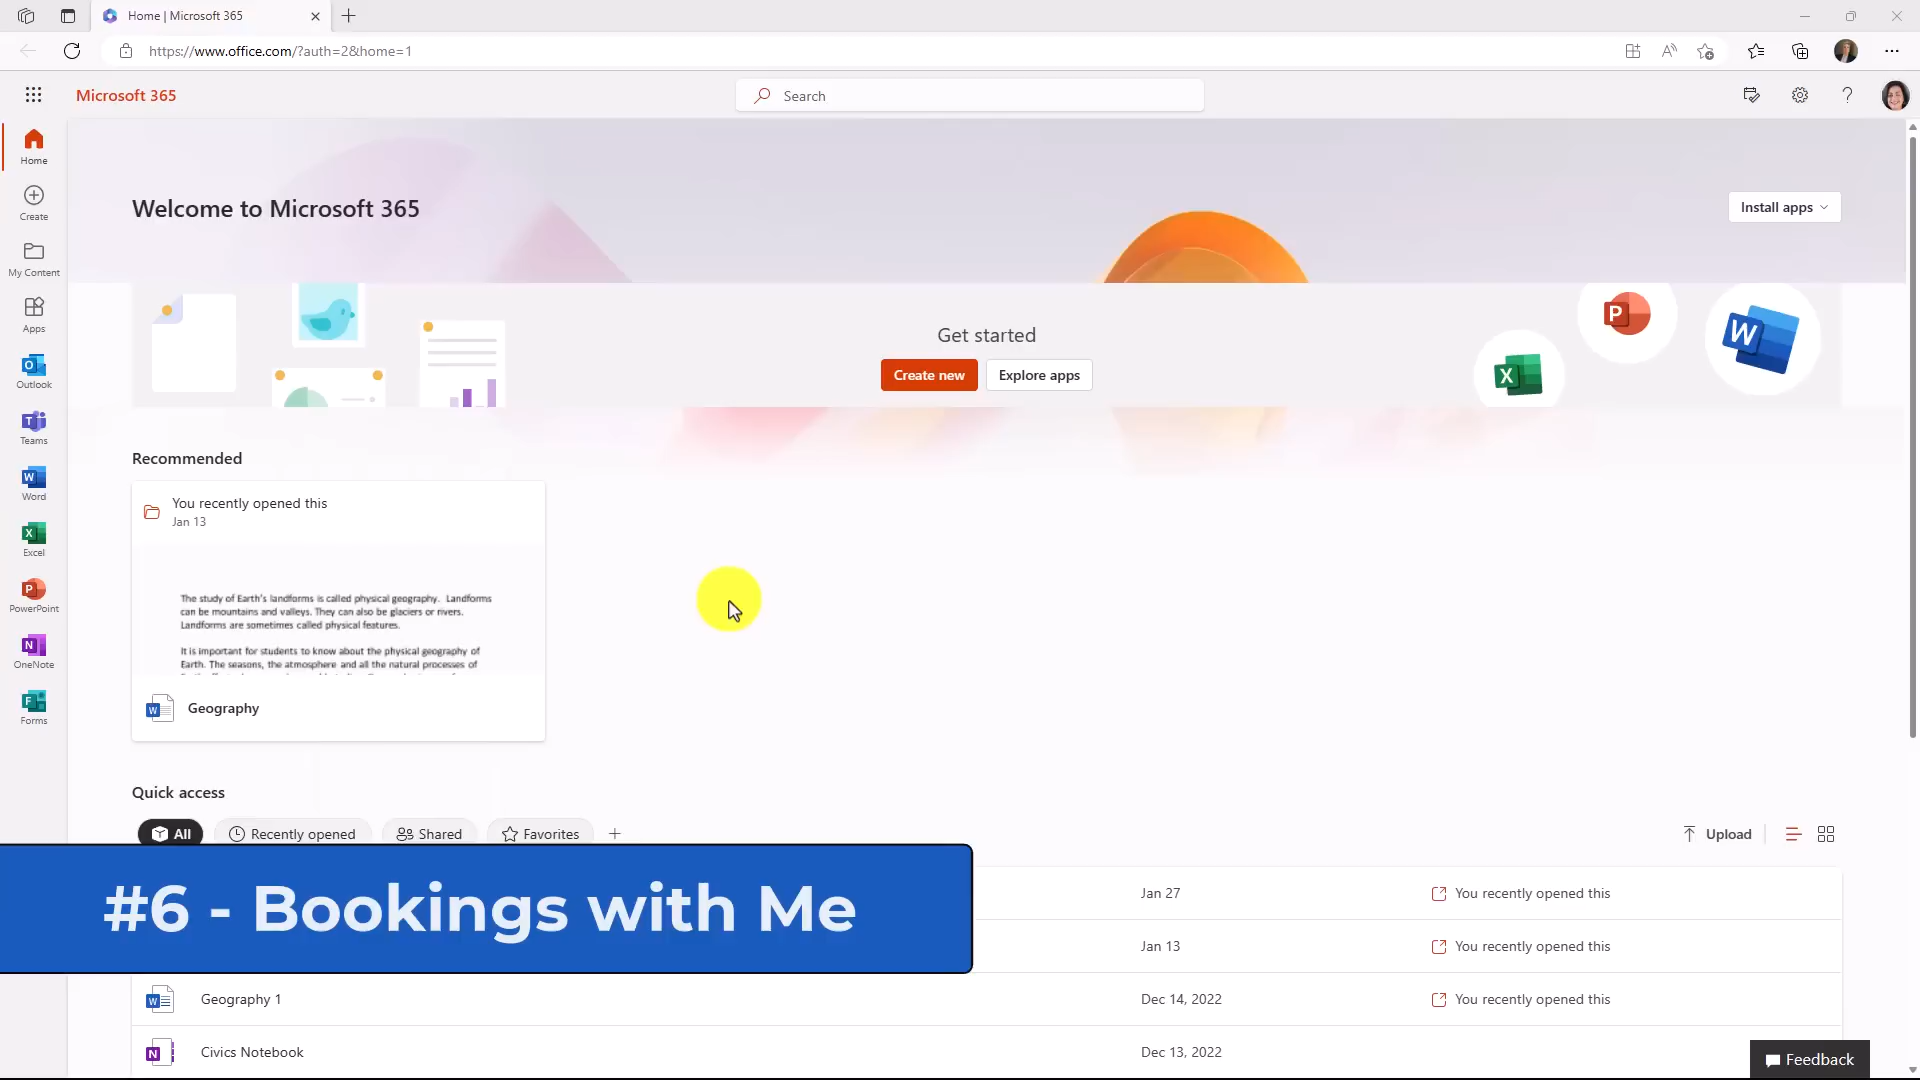 Home | Microsoft 365
https://www.office.com/?auth=2&home=1
Microsoft 365
Search
Home
Create
My Content
Apps
Outlook
Teams
Word
Excel
PowerPoint
OneNote
Forms
Welcome to Microsoft 365
Install apps
Get started
Create new
Explore apps
Recommended
You recently opened this
Jan 13
The study of Earth's landforms is called physical geography. Landforms
can be mountains and valleys. They can also be glaciers or rivers.
Landforms are sometimes called physical features.
It is important for students to know about the physical geography of
Earth. The seasons, the atmosphere and all the natural processes of
Geography
Quick access
All
Recently opened
Shared
Favorites
Upload
#6 - Bookings with Me
Jan 27
You recently opened this
Jan 13
You recently opened this
Geography 1
Dec 14, 2022
You recently opened this
Civics Notebook
Dec 13, 2022
Feedback